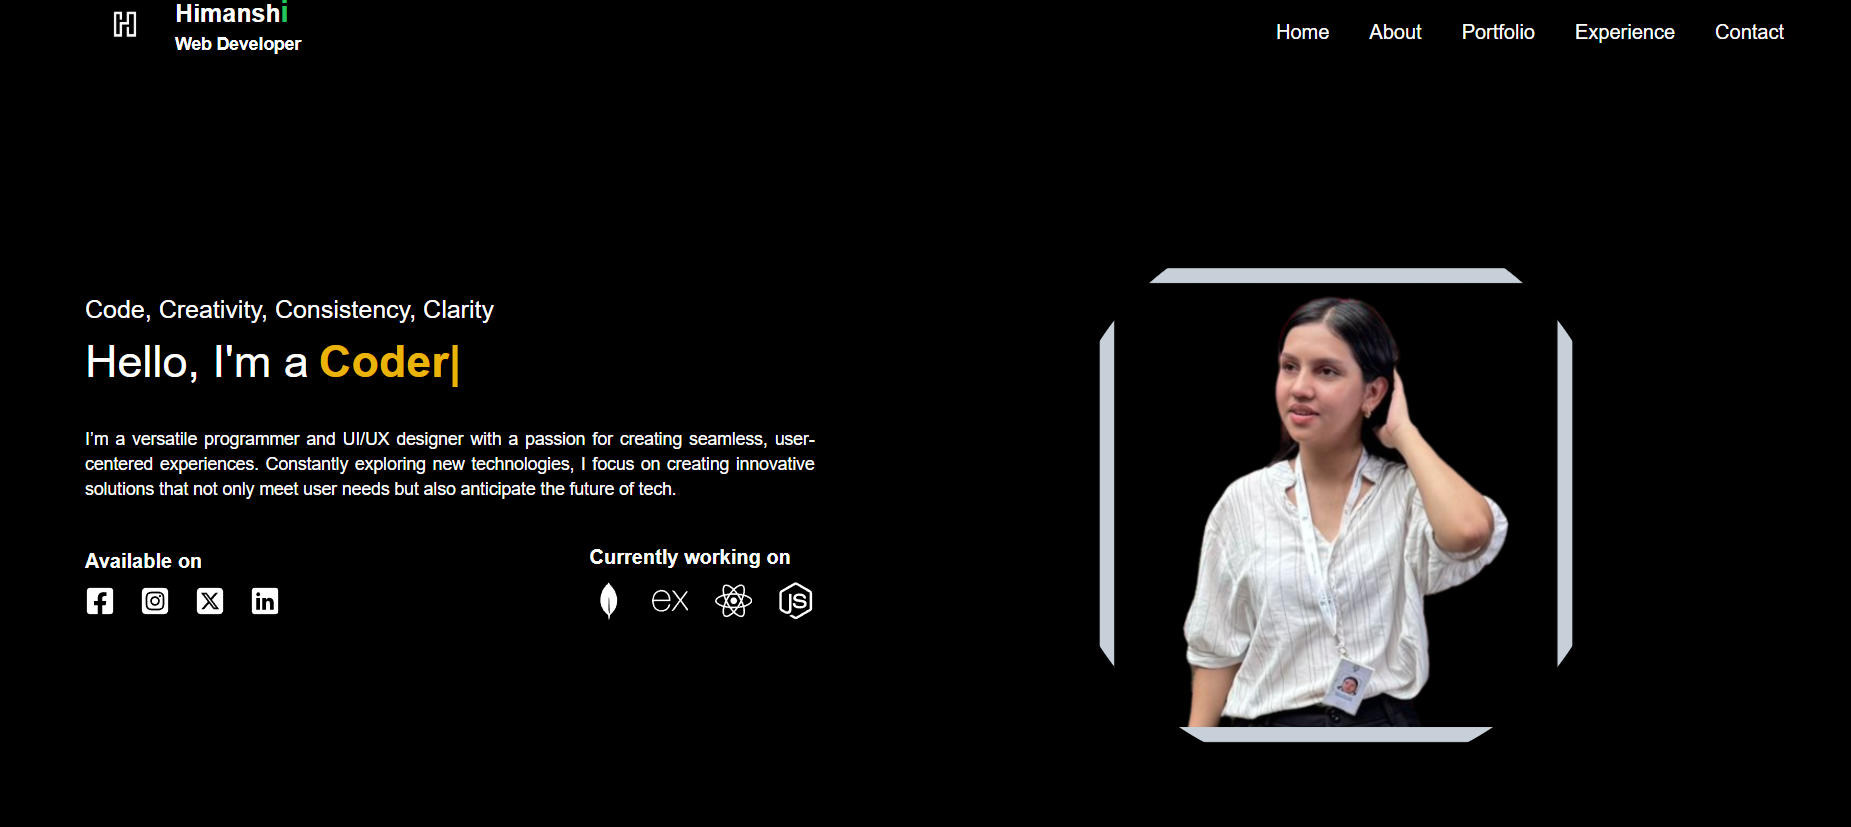 H
Himanshi
Web Developer
Home About Portfolio Experience Contact
Code, Creativity, Consistency, Clarity
Hello, I'm a Coder|
I’m a versatile programmer and UI/UX designer with a passion for creating seamless, user-
centered experiences. Constantly exploring new technologies, I focus on creating innovative
solutions that not only meet user needs but also anticipate the future of tech.
Available on
Currently working on
f X in
ex JS